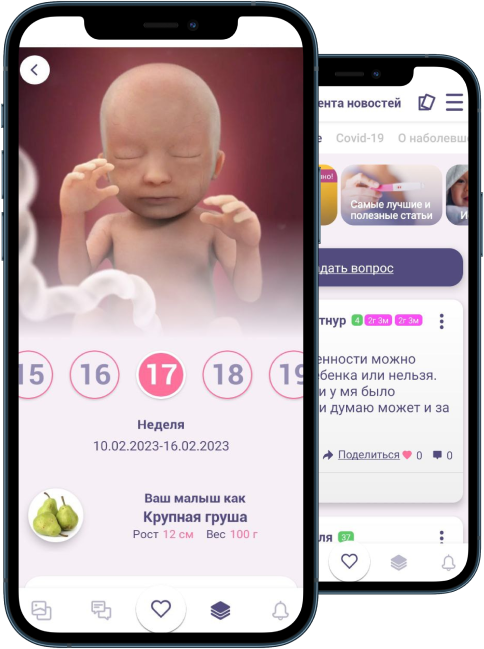 15 16 17 18 19
Неделя
10.02.2023-16.02.2023
Ваш малыш как
Крупная груша
Рост 12 см Вес 100 г
ента новостей
е Covid-19 О наболевш
но!
Самые лучшие и
полезные статьи
И
дать вопрос
тнур 4 2г 3м 2г 3м
енности можно
ебенка или нельзя.
и у мя было
и думаю может и за
Поделиться 0 0
ля 37